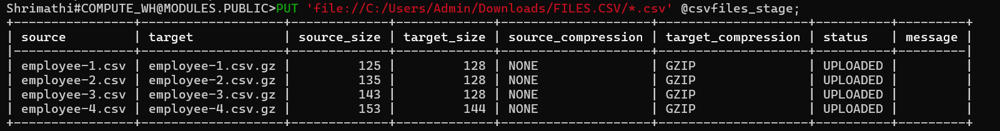 Shrimathi#COMPUTE_WH@MODULES.PUBLIC>PUT 'file://C:/Users/Admin/Downloads/FILES.CSV/*.csv' @csvfiles_stage;
+----------------+-------------------+-------------+-------------+--------------------+--------------------+----------+---------+
| source         | target            | source_size | target_size | source_compression | target_compression | status   | message |
|----------------+-------------------+-------------+-------------+--------------------+--------------------+----------+---------|
| employee-1.csv | employee-1.csv.gz |         125 |         128 | NONE               | GZIP               | UPLOADED |         |
| employee-2.csv | employee-2.csv.gz |         135 |         128 | NONE               | GZIP               | UPLOADED |         |
| employee-3.csv | employee-3.csv.gz |         143 |         128 | NONE               | GZIP               | UPLOADED |         |
| employee-4.csv | employee-4.csv.gz |         153 |         144 | NONE               | GZIP               | UPLOADED |         |
+----------------+-------------------+-------------+-------------+--------------------+--------------------+----------+---------+